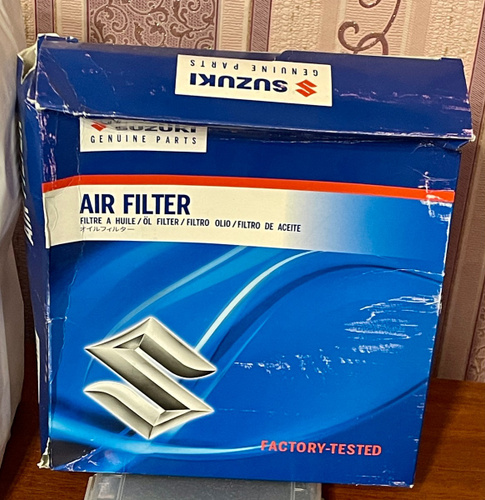 SUZUKI
GENUINE PARTS
SUZUKI
GENUINE PARTS
AIR FILTER
FILTRE A HUILE/ÖL FILTER/FILTRO OLIO/FILTRO DE ACEITE
オイルフィルター
FACTORY-TESTED